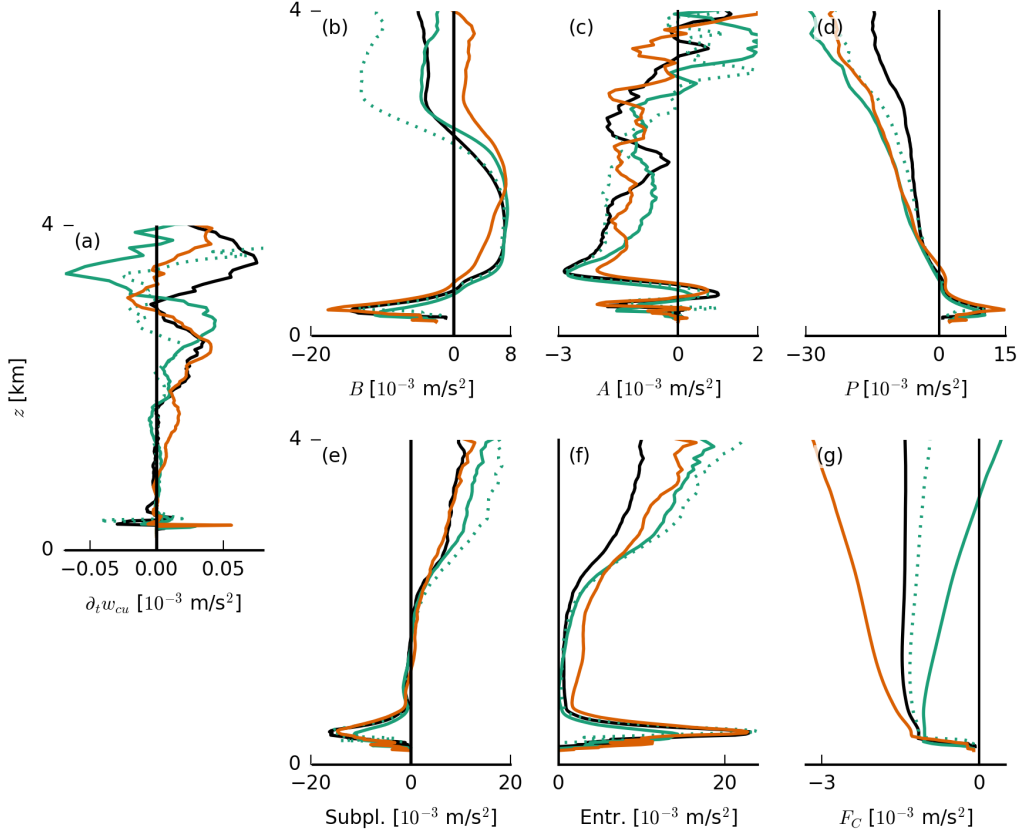 4
(b)
(c)
(d)
0
−20 0 8
−3 0 2
−30 0 15
B [10⁻³ m/s²]
A [10⁻³ m/s²]
P [10⁻³ m/s²]
4
(a)
z [km]
0
−0.05 0.00 0.05
∂ₜw_cu [10⁻³ m/s²]
4
(e)
(f)
(g)
0
−20 0 20
0 20
−3 0
Subpl. [10⁻³ m/s²]
Entr. [10⁻³ m/s²]
F_C [10⁻³ m/s²]